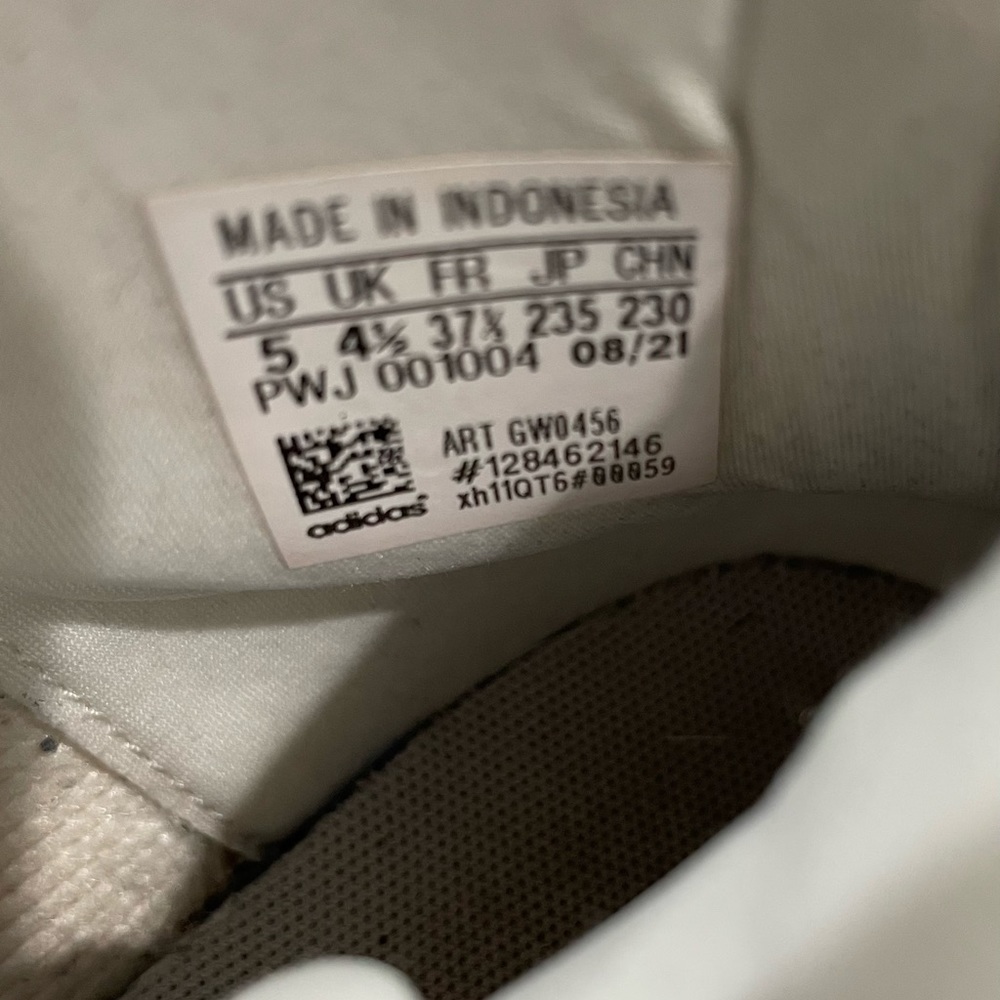 MADE IN INDONESIA
US UK FR JP CHN
5 4½ 37⅓ 235 230
PWJ 001004 08/21
ART GW0456
#128462146
xh11QT6#00059
adidas